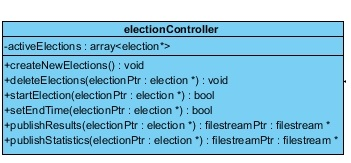 electionController
-activeElections : array<election*>
+createNewElections() : void
+deleteElections(electionPtr : election *) : void
+startElection(electionPtr : election *) : bool
+setEndTime(electionPtr : election *) : bool
+publishResults(electionPtr : election *) : filestreamPtr : filestream *
+publishStatistics(electionPtr : election *) : filestreamPtr : filestream *